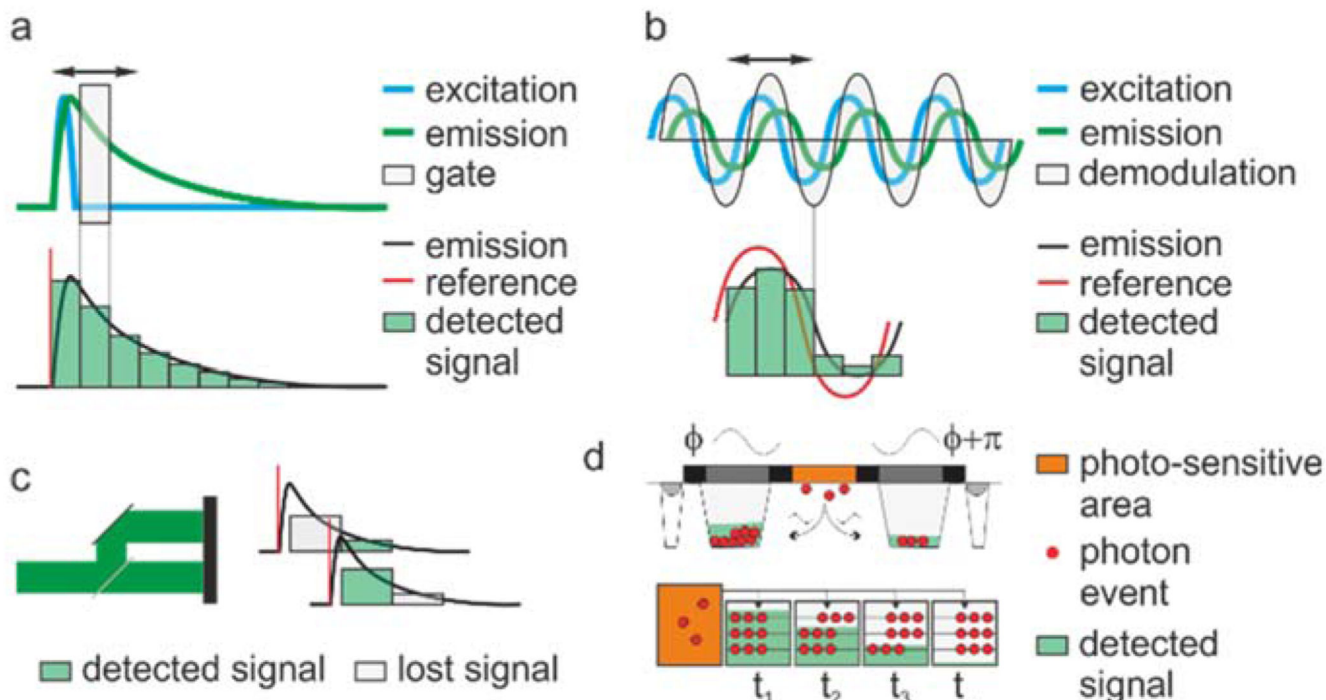 a
excitation
emission
gate
emission
reference
detected
signal
b
excitation
emission
demodulation
emission
reference
detected
signal
c
detected signal
lost signal
d
ϕ
ϕ+π
photo-sensitive
area
photon
event
detected
signal
t1 t2 t3 t